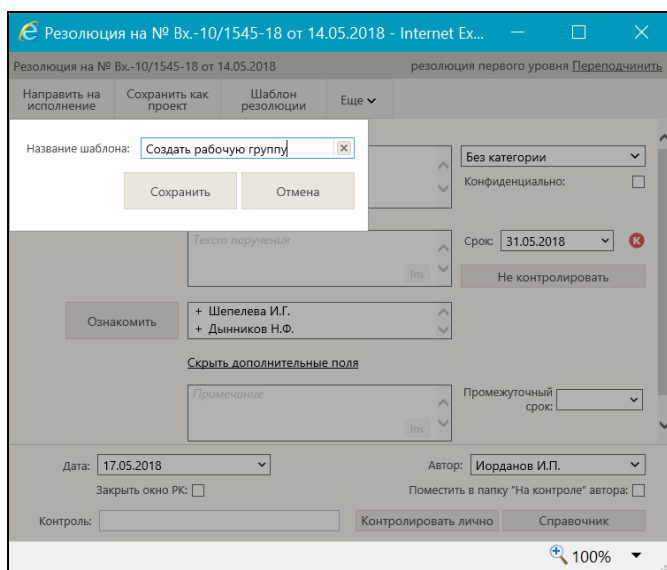 Резолюция на № Вх.-10/1545-18 от 14.05.2018 - Internet Ex...
Резолюция на № Вх.-10/1545-18 от 14.05.2018 резолюция первого уровня Переподчинить
Направить на исполнение Сохранить как проект Шаблон резолюции Еще
Название шаблона: Создать рабочую группу
Без категории
Сохранить Отмена
Конфиденциально:
Текст поручения
Срок: 31.05.2018 К
Ins
Не контролировать
Ознакомить
+ Шепелева И.Г.
+ Дынников Н.Ф.
Скрыть дополнительные поля
Примечание
Промежуточный
срок:
Ins
Дата: 17.05.2018 Автор: Иорданов И.П.
Закрыть окно РК: Поместить в папку "На контроле" автора:
Контроль: Контролировать лично Справочник
100%